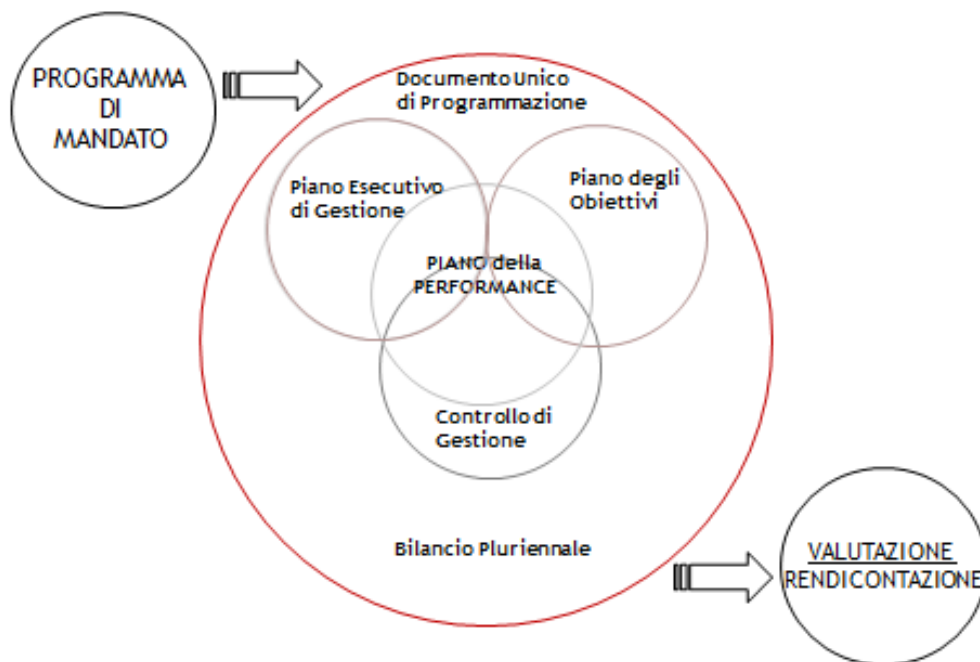 PROGRAMMA
DI
MANDATO
Documento Unico
di Programmazione
Piano Esecutivo
di Gestione
Piano degli
Obiettivi
PIANO della
PERFORMANCE
Controllo di
Gestione
Bilancio Pluriennale
VALUTAZIONE
RENDICONTAZIONE